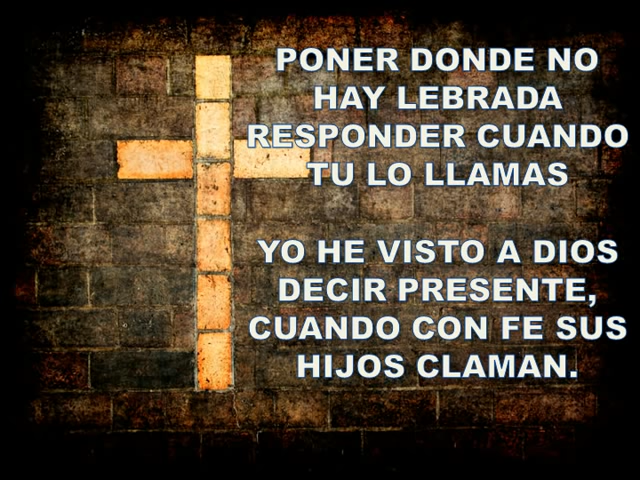 PONER DONDE NO
HAY LEBRADA
RESPONDER CUANDO
TU LO LLAMAS
YO HE VISTO A DIOS
DECIR PRESENTE,
CUANDO CON FE SUS
HIJOS CLAMAN.